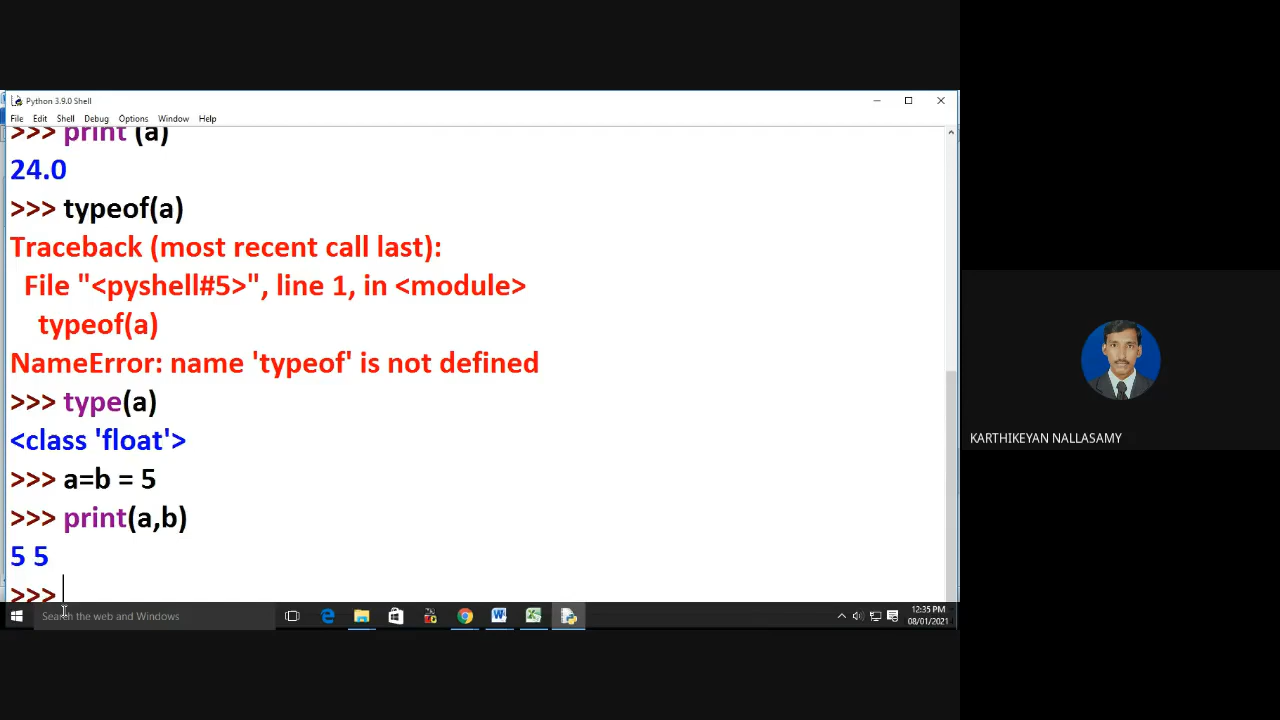 Python 3.9.0 Shell
File Edit Shell Debug Options Window Help
>>> print (a)
24.0
>>> typeof(a)
Traceback (most recent call last):
File "<pyshell#5>", line 1, in <module>
typeof(a)
NameError: name 'typeof' is not defined
>>> type(a)
<class 'float'>
>>> a=b = 5
>>> print(a,b)
5 5
>>>
KARTHIKEYAN NALLASAMY
Search the web and Windows
12:35 PM
08/01/2021